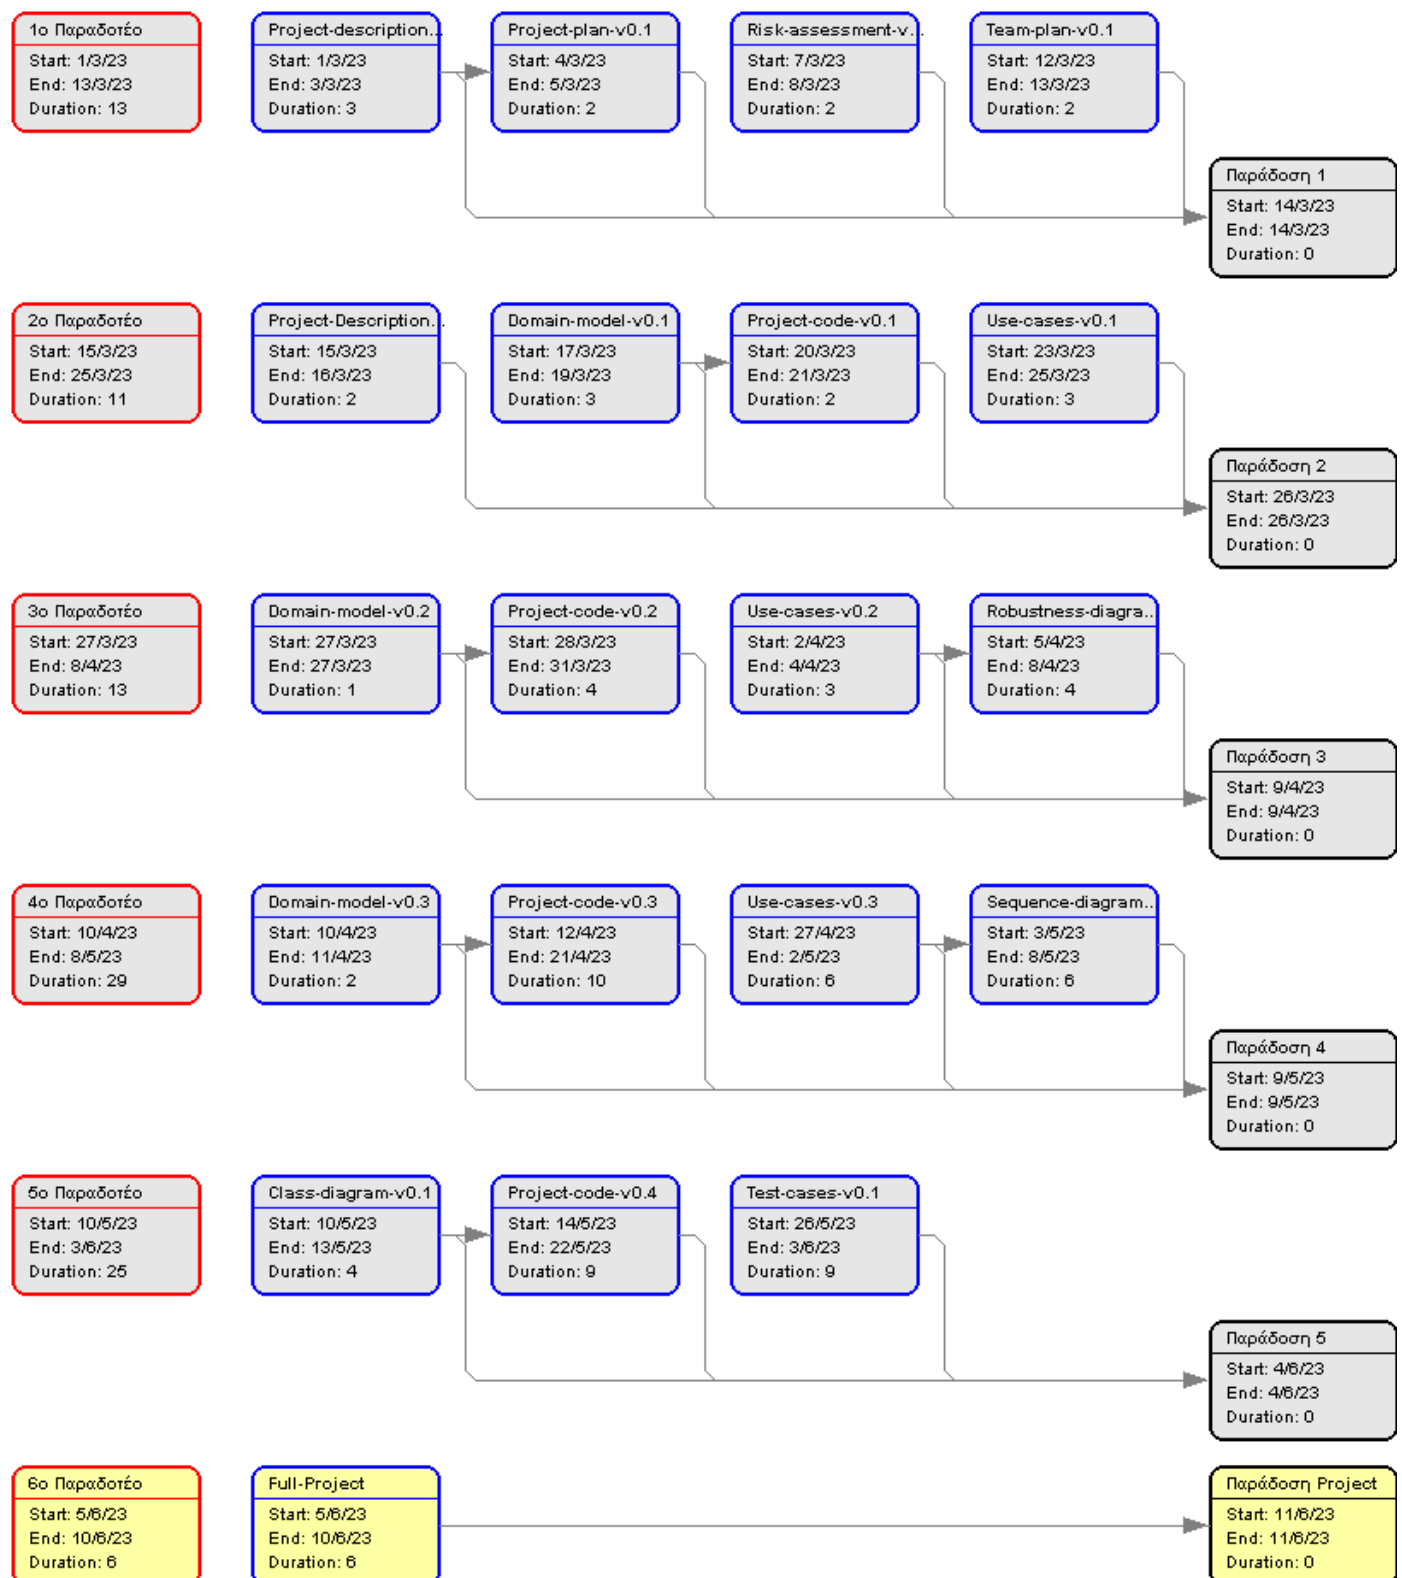 1ο Παραδοτέο
Start: 1/3/23
End: 13/3/23
Duration: 13
Project-description...
Start: 1/3/23
End: 3/3/23
Duration: 3
Project-plan-v0.1
Start: 4/3/23
End: 5/3/23
Duration: 2
Risk-assessment-v...
Start: 7/3/23
End: 8/3/23
Duration: 2
Team-plan-v0.1
Start: 12/3/23
End: 13/3/23
Duration: 2
Παράδοση 1
Start: 14/3/23
End: 14/3/23
Duration: 0
2ο Παραδοτέο
Start: 15/3/23
End: 25/3/23
Duration: 11
Project-Description...
Start: 15/3/23
End: 16/3/23
Duration: 2
Domain-model-v0.1
Start: 17/3/23
End: 19/3/23
Duration: 3
Project-code-v0.1
Start: 20/3/23
End: 21/3/23
Duration: 2
Use-cases-v0.1
Start: 23/3/23
End: 25/3/23
Duration: 3
Παράδοση 2
Start: 26/3/23
End: 26/3/23
Duration: 0
3ο Παραδοτέο
Start: 27/3/23
End: 8/4/23
Duration: 13
Domain-model-v0.2
Start: 27/3/23
End: 27/3/23
Duration: 1
Project-code-v0.2
Start: 28/3/23
End: 31/3/23
Duration: 4
Use-cases-v0.2
Start: 2/4/23
End: 4/4/23
Duration: 3
Robustness-diagra...
Start: 5/4/23
End: 8/4/23
Duration: 4
Παράδοση 3
Start: 9/4/23
End: 9/4/23
Duration: 0
4ο Παραδοτέο
Start: 10/4/23
End: 8/5/23
Duration: 29
Domain-model-v0.3
Start: 10/4/23
End: 11/4/23
Duration: 2
Project-code-v0.3
Start: 12/4/23
End: 21/4/23
Duration: 10
Use-cases-v0.3
Start: 27/4/23
End: 2/5/23
Duration: 6
Sequence-diagram...
Start: 3/5/23
End: 8/5/23
Duration: 6
Παράδοση 4
Start: 9/5/23
End: 9/5/23
Duration: 0
5ο Παραδοτέο
Start: 10/5/23
End: 3/6/23
Duration: 25
Class-diagram-v0.1
Start: 10/5/23
End: 13/5/23
Duration: 4
Project-code-v0.4
Start: 14/5/23
End: 22/5/23
Duration: 9
Test-cases-v0.1
Start: 26/5/23
End: 3/6/23
Duration: 9
Παράδοση 5
Start: 4/6/23
End: 4/6/23
Duration: 0
6ο Παραδοτέο
Start: 5/6/23
End: 10/6/23
Duration: 6
Full-Project
Start: 5/6/23
End: 10/6/23
Duration: 6
Παράδοση Project
Start: 11/6/23
End: 11/6/23
Duration: 0